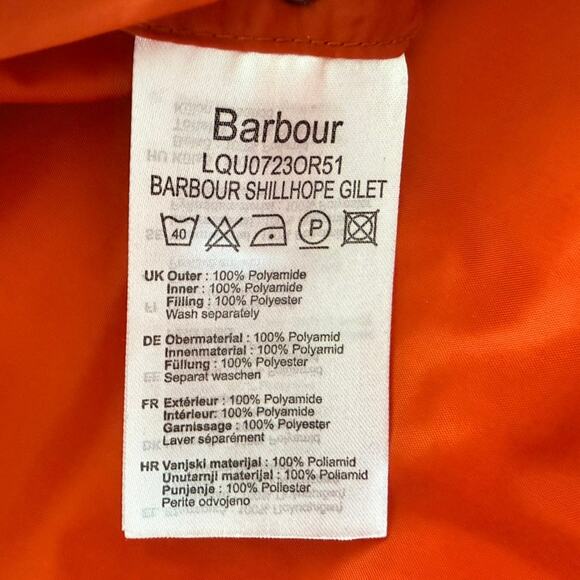 Barbour
LQU0723OR51
BARBOUR SHILLHOPE GILET
40 P
UK Outer : 100% Polyamide
Inner : 100% Polyamide
Filling : 100% Polyester
Wash separately
DE Obermaterial : 100% Polyamid
Innenmaterial : 100% Polyamid
Füllung : 100% Polyester
Separat waschen
FR Extérieur : 100% Polyamide
Intérieur: 100% Polyamide
Garnissage : 100% Polyester
Laver séparément
HR Vanjski materijal : 100% Poliamid
Unutarnji materijal : 100% Poliamid
Punjenje : 100% Poliester
Perite odvojeno